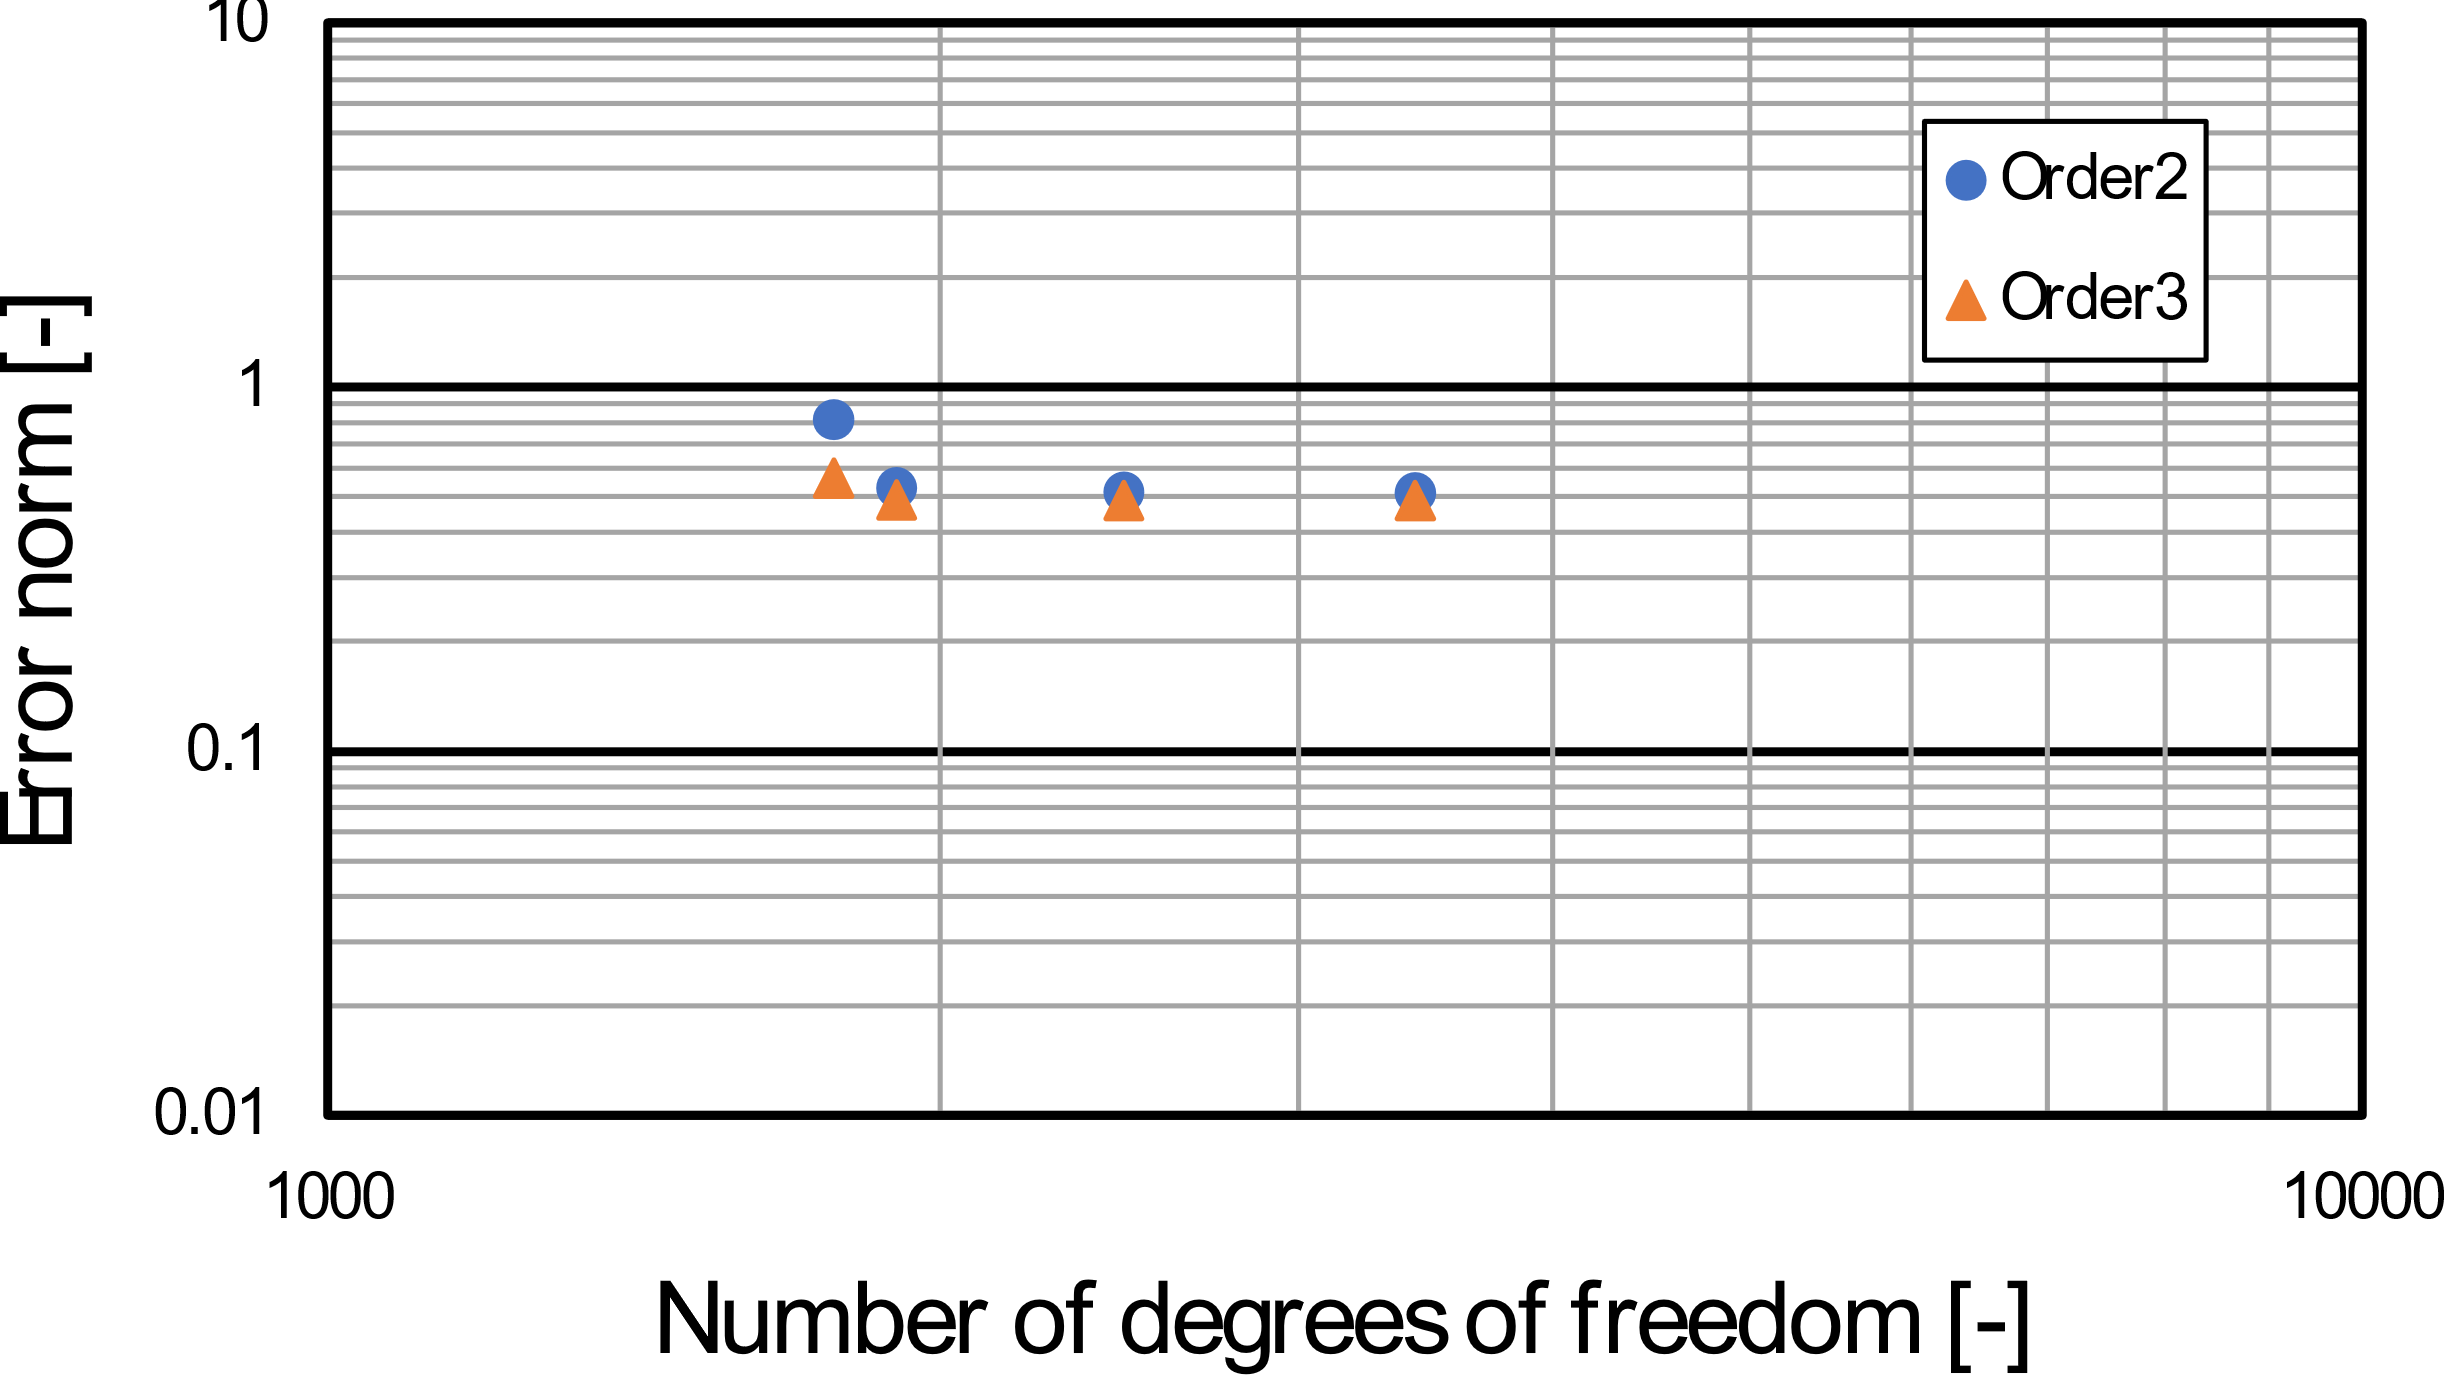 10
Order2
Order3
1
0.1
0.01
Error norm [-]
1000
10000
Number of degrees of freedom [-]